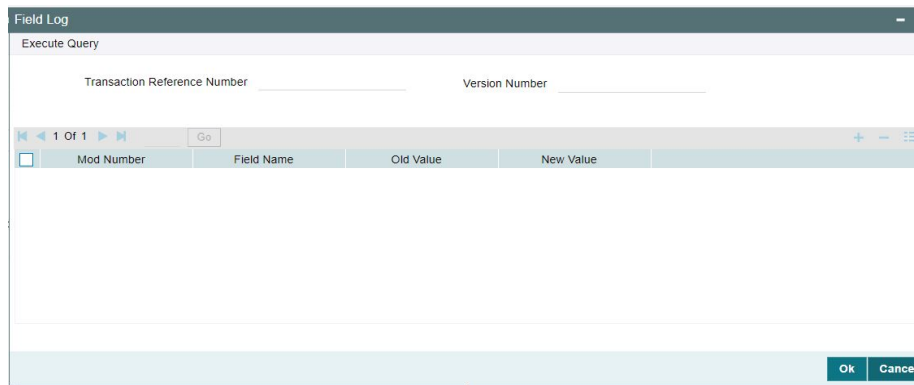 Field Log
Execute Query
Transaction Reference Number Version Number
1 Of 1 Go
Mod Number Field Name Old Value New Value
Ok Cance